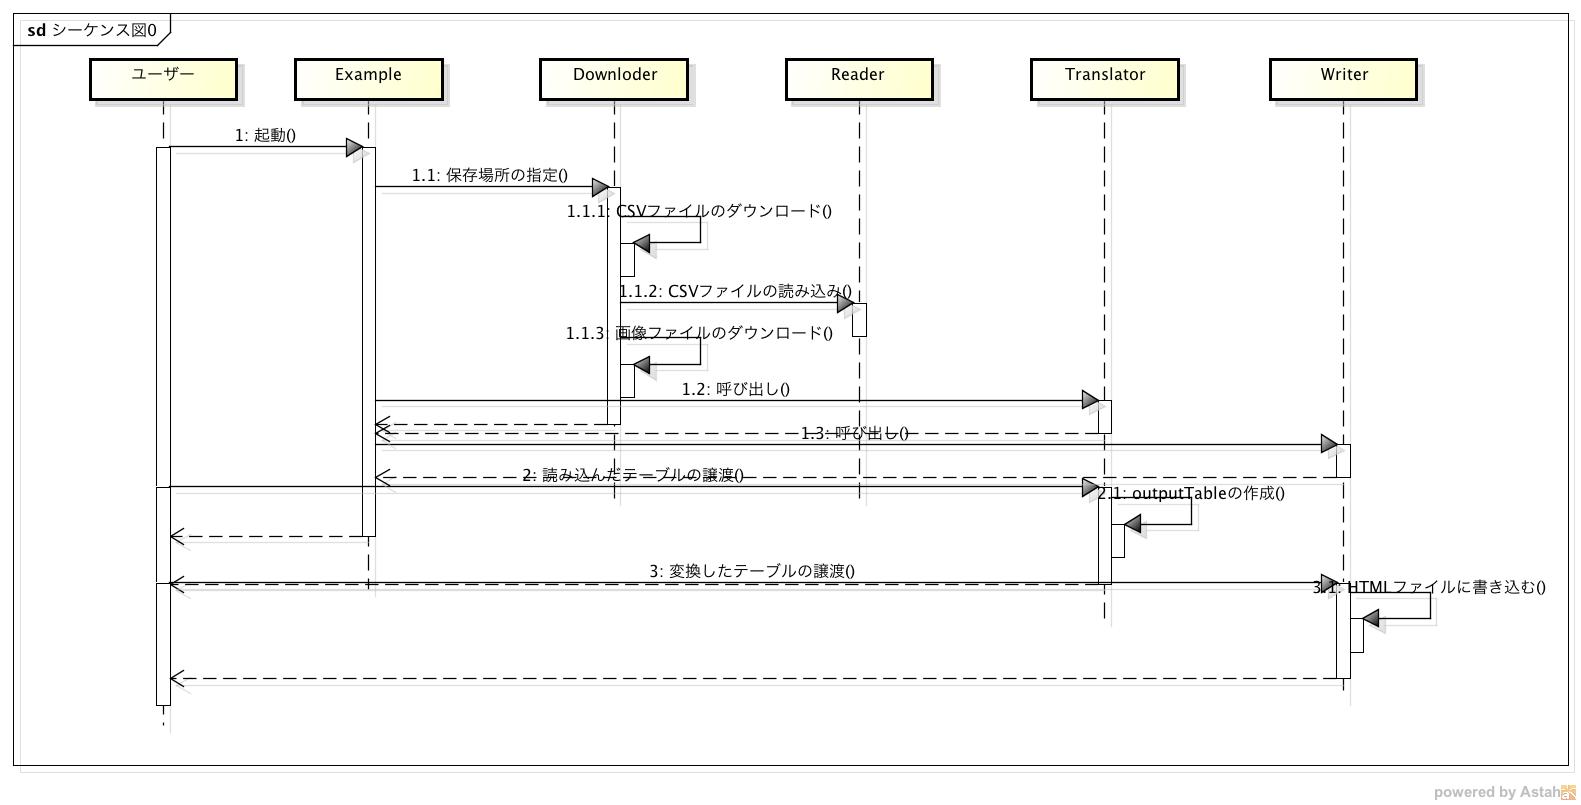 sd シーケンス図0
ユーザー
Example
Downloder
Reader
Translator
Writer
1: 起動()
1.1: 保存場所の指定()
1.1.1: CSVファイルのダウンロード()
1.1.2: CSVファイルの読み込み()
1.1.3: 画像ファイルのダウンロード()
1.2: 呼び出し()
1.3: 呼び出し()
2: 読み込んだテーブルの譲渡()
2.1: outputTableの作成()
3: 変換したテーブルの譲渡()
3.1: HTMLファイルに書き込む()
powered by Astah